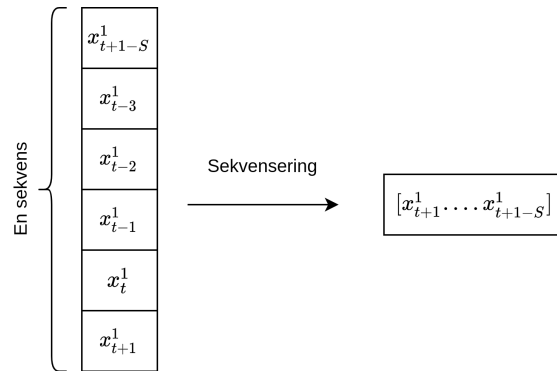 En sekvens
x^1_{t+1-S}
x^1_{t-3}
x^1_{t-2}
x^1_{t-1}
x^1_t
x^1_{t+1}
Sekvensering
[x^1_{t+1} . . . . x^1_{t+1-S}]